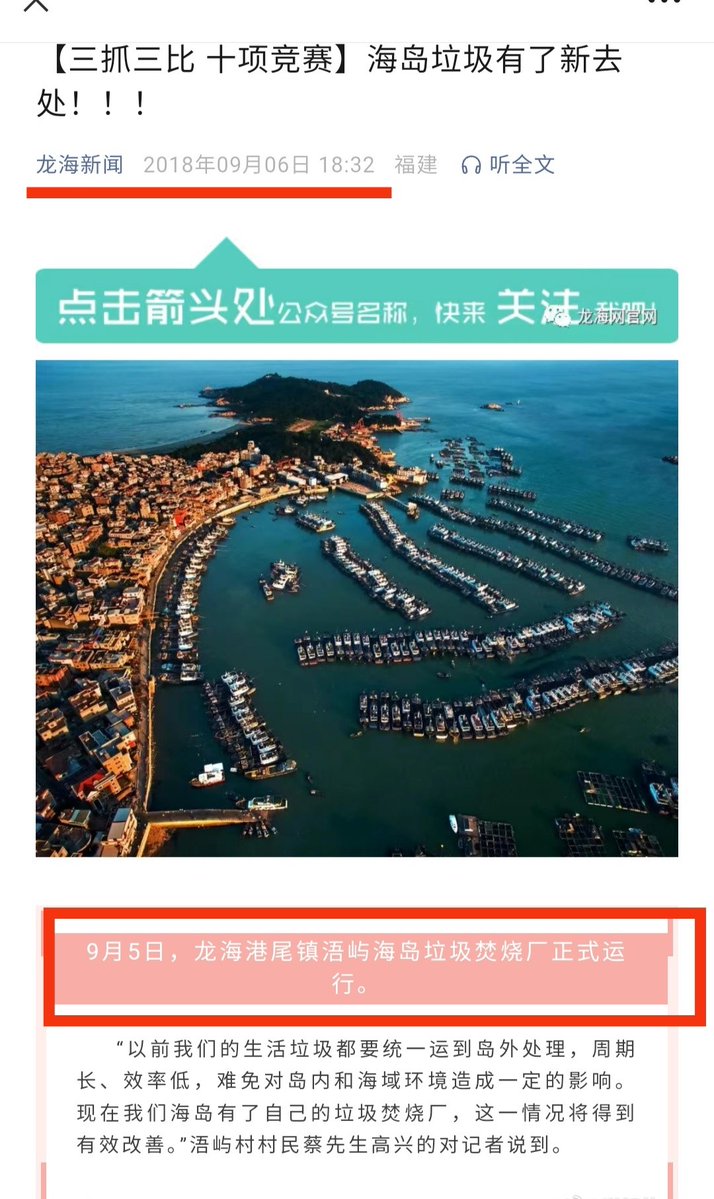 【三抓三比 十项竞赛】海岛垃圾有了新去
处！！！
龙海新闻 2018年09月06日 18:32 福建 听全文
点击箭头处公众号名称，快来 关注
龙海网官网
9月5日，龙海港尾镇浯屿海岛垃圾焚烧厂正式运
行。
“以前我们的生活垃圾都要统一运到岛外处理，周期
长、效率低，难免对岛内和海域环境造成一定的影响。
现在我们海岛有了自己的垃圾焚烧厂，这一情况将得到
有效改善。”浯屿村村民蔡先生高兴的对记者说到。